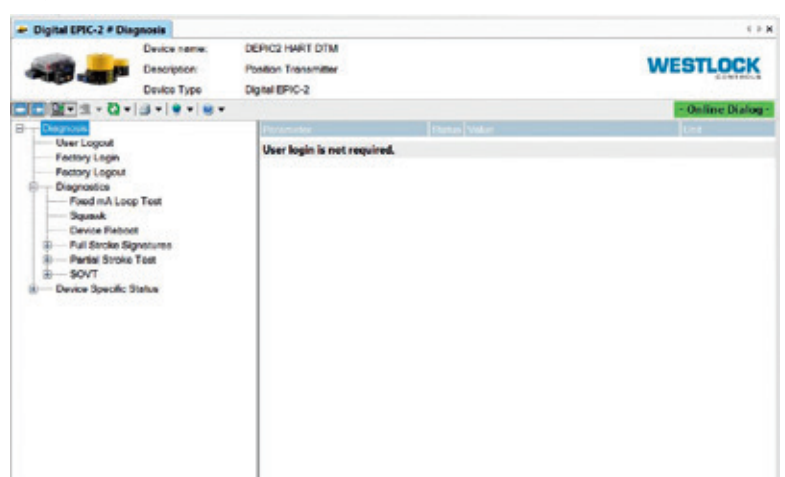 Digital EPIC-2 # Diagnosis
Device name: DEPIC2 HART DTM
Description: Position Transmitter
Device Type Digital EPIC-2
WESTLOCK
CONTROLS
- Online Dialog -
Diagnosis
Parameter Status Value Unit
User Logout
User login is not required.
Factory Login
Factory Logout
Diagnostics
Fixed mA Loop Test
Squawk
Device Reboot
Full Stroke Signatures
Partial Stroke Test
SOVT
Device Specific Status